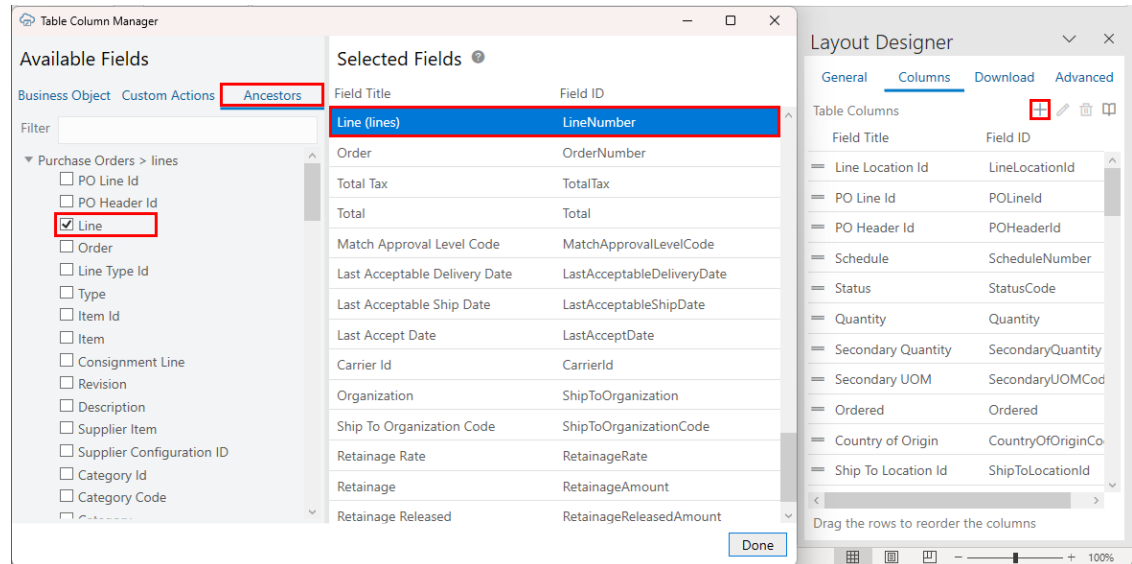 Table Column Manager
Available Fields
Business Object Custom Actions Ancestors
Filter
Purchase Orders > lines
PO Line Id
PO Header Id
Line
Order
Line Type Id
Type
Item Id
Item
Consignment Line
Revision
Description
Supplier Item
Supplier Configuration ID
Category Id
Category Code
Selected Fields ?
Field Title Field ID
Line (lines) LineNumber
Order OrderNumber
Total Tax TotalTax
Total Total
Match Approval Level Code MatchApprovalLevelCode
Last Acceptable Delivery Date LastAcceptableDeliveryDate
Last Acceptable Ship Date LastAcceptableShipDate
Last Accept Date LastAcceptDate
Carrier Id CarrierId
Organization ShipToOrganization
Ship To Organization Code ShipToOrganizationCode
Retainage Rate RetainageRate
Retainage RetainageAmount
Retainage Released RetainageReleasedAmount
Done
Layout Designer
General Columns Download Advanced
Table Columns
Field Title Field ID
Line Location Id LineLocationId
PO Line Id POLineId
PO Header Id POHeaderId
Schedule ScheduleNumber
Status StatusCode
Quantity Quantity
Secondary Quantity SecondaryQuantity
Secondary UOM SecondaryUOMCod
Ordered Ordered
Country of Origin CountryOfOriginCo
Ship To Location Id ShipToLocationId
Drag the rows to reorder the columns
100%